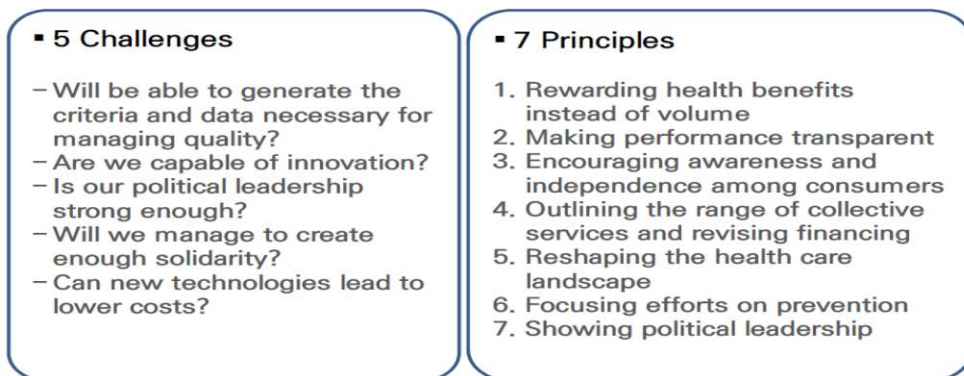 ▪ 5 Challenges
– Will be able to generate the
criteria and data necessary for
managing quality?
– Are we capable of innovation?
– Is our political leadership
strong enough?
– Will we manage to create
enough solidarity?
– Can new technologies lead to
lower costs?
▪ 7 Principles
1. Rewarding health benefits
instead of volume
2. Making performance transparent
3. Encouraging awareness and
independence among consumers
4. Outlining the range of collective
services and revising financing
5. Reshaping the health care
landscape
6. Focusing efforts on prevention
7. Showing political leadership